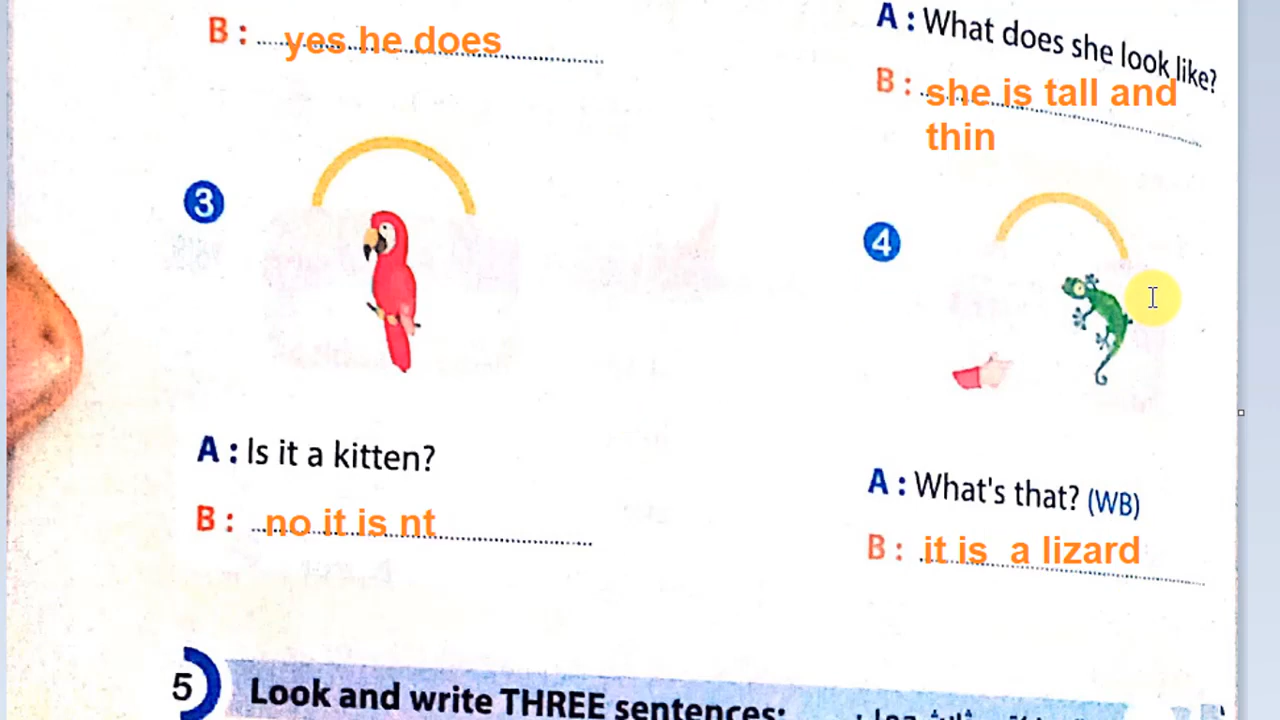 B : yes he does
A : What does she look like?
B : she is tall and
thin
3
4
A : Is it a kitten?
B : no it is nt
A : What's that? (WB)
B : it is a lizard
5 Look and write THREE sentences: